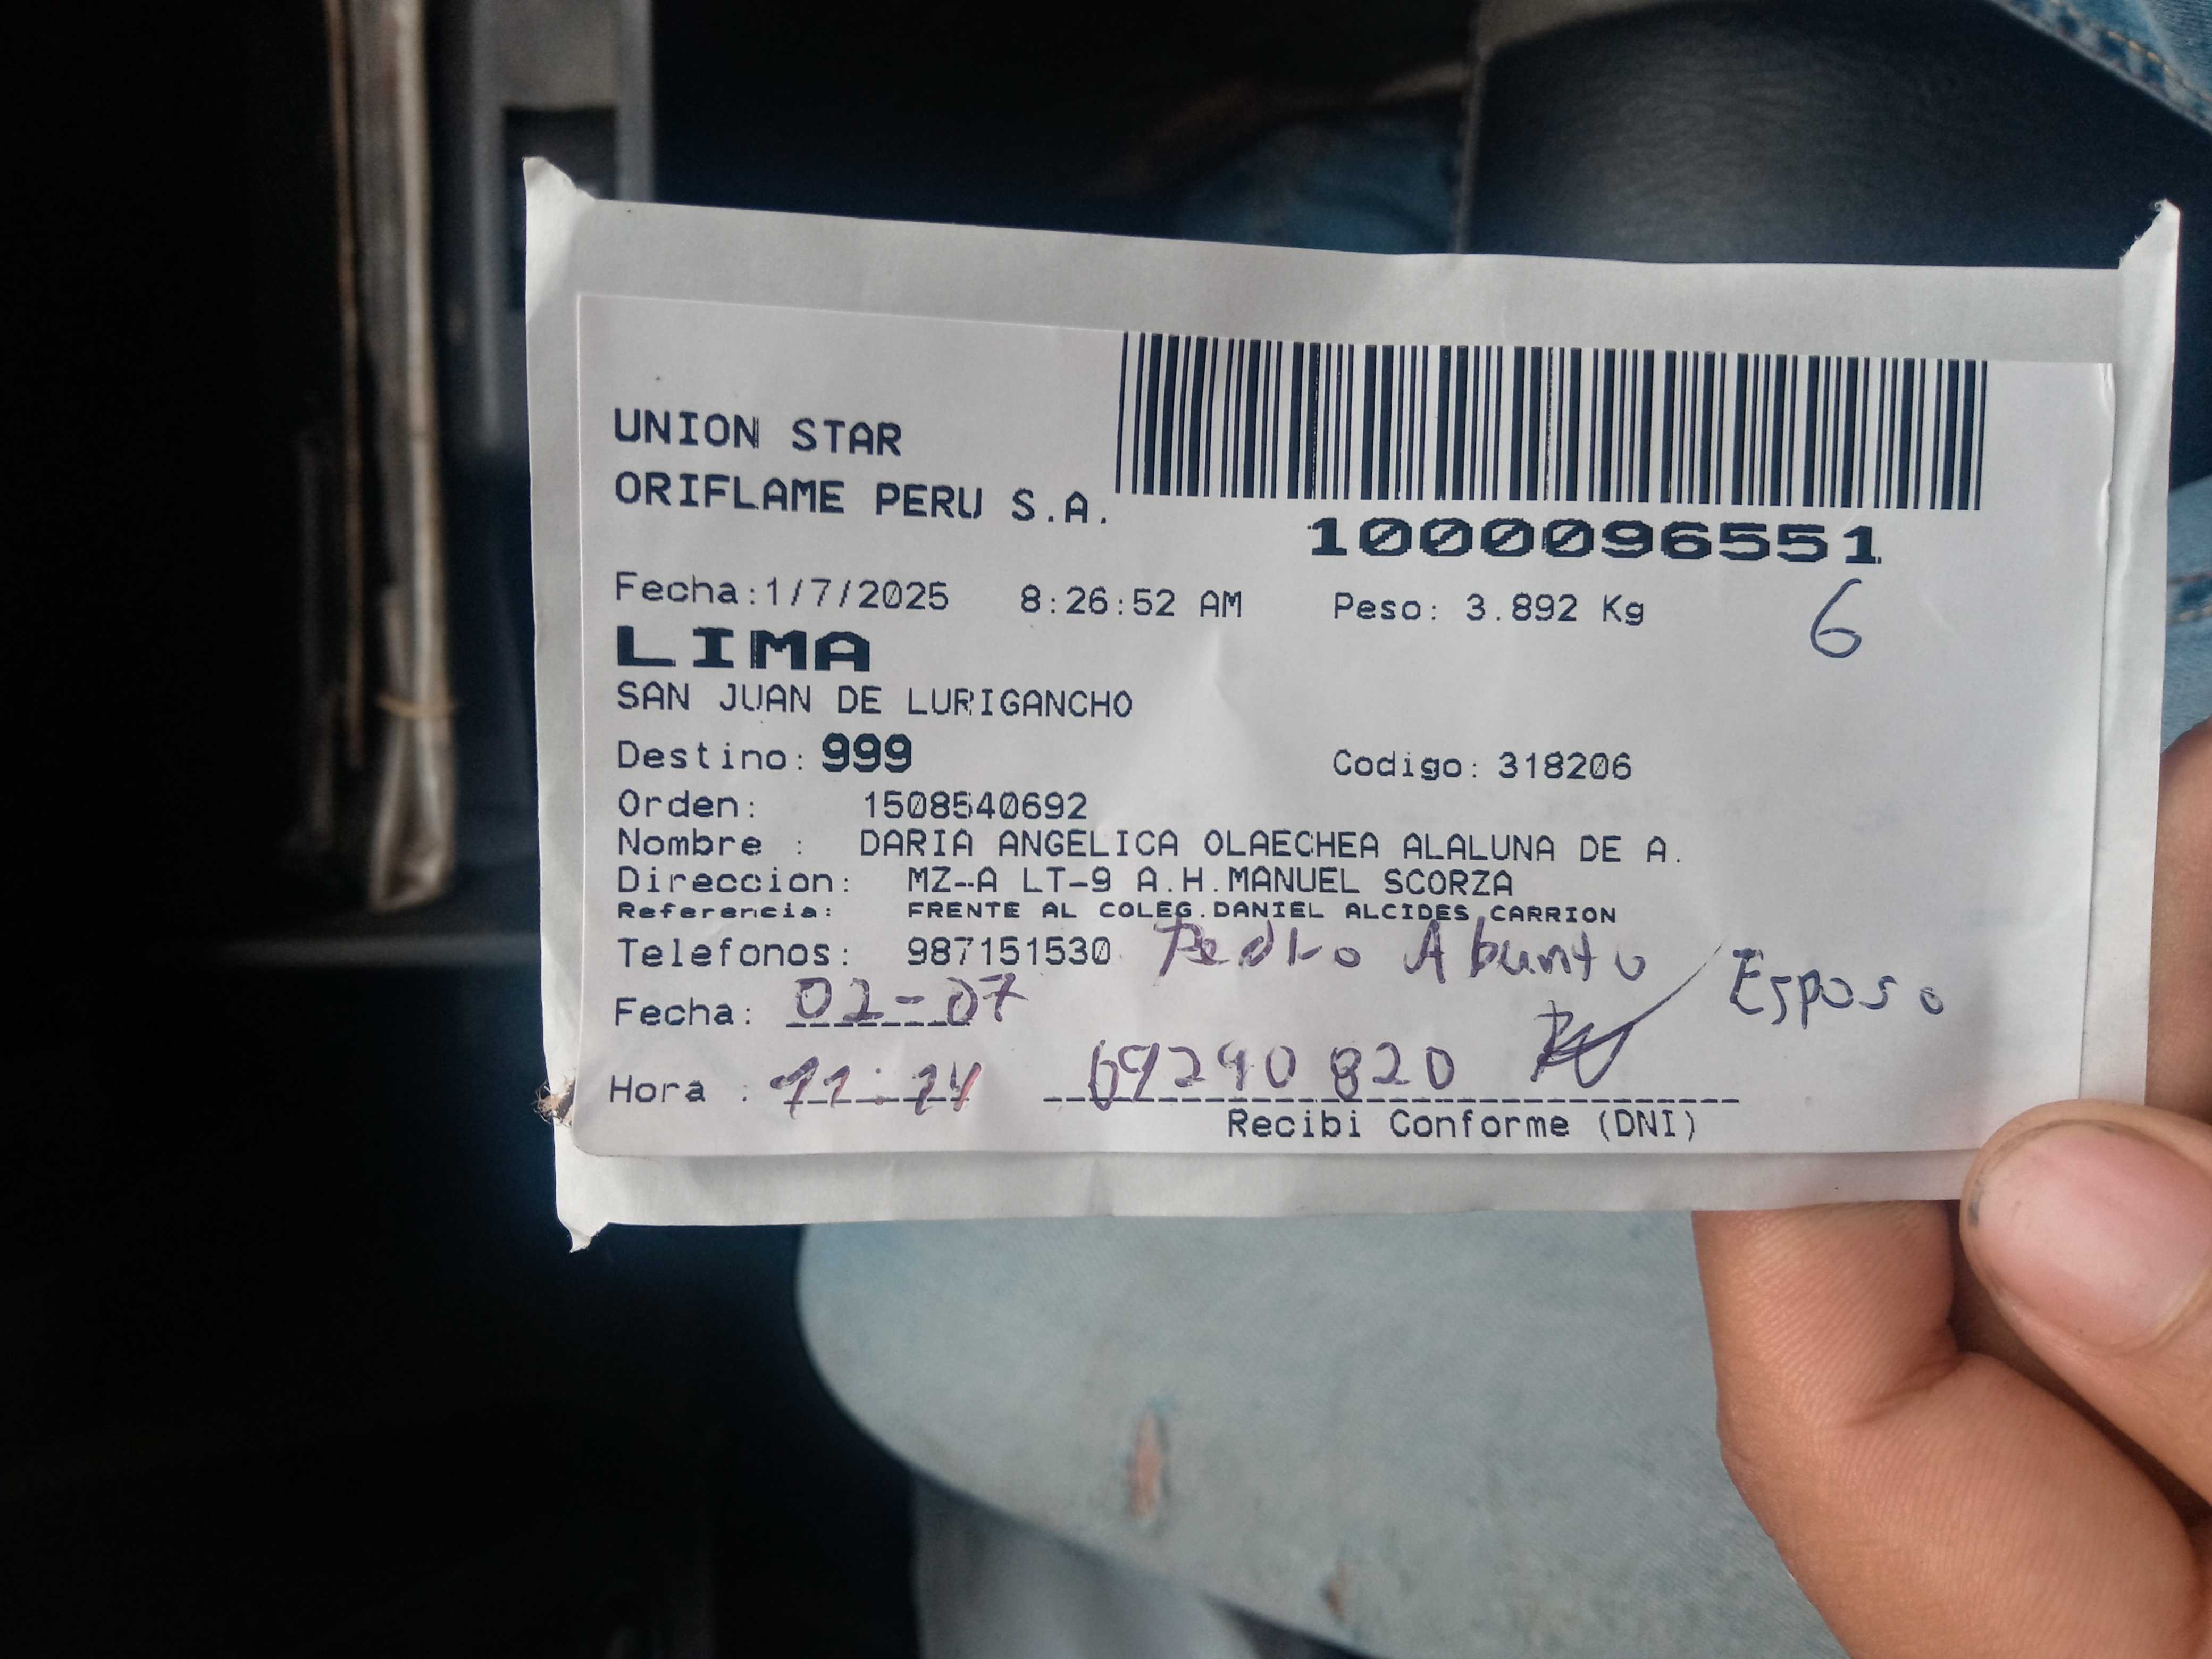 UNION STAR
ORIFLAME PERU S.A.
1000096551
Fecha:1/7/2025 8:26:52 AM Peso: 3.892 Kg 6
LIMA
SAN JUAN DE LURIGANCHO
Destino: 999 Codigo: 318206
Orden: 1508540692
Nombre : DARIA ANGELICA OLAECHEA ALALUNA DE A.
Direccion: MZ--A LT-9 A.H.MANUEL SCORZA
Referencia: FRENTE AL COLEG.DANIEL ALCIDES CARRION
Telefonos: 987151530 Pedro Abunto
Fecha: 02-07 Esposo
Hora :
Recibi Conforme (DNI)